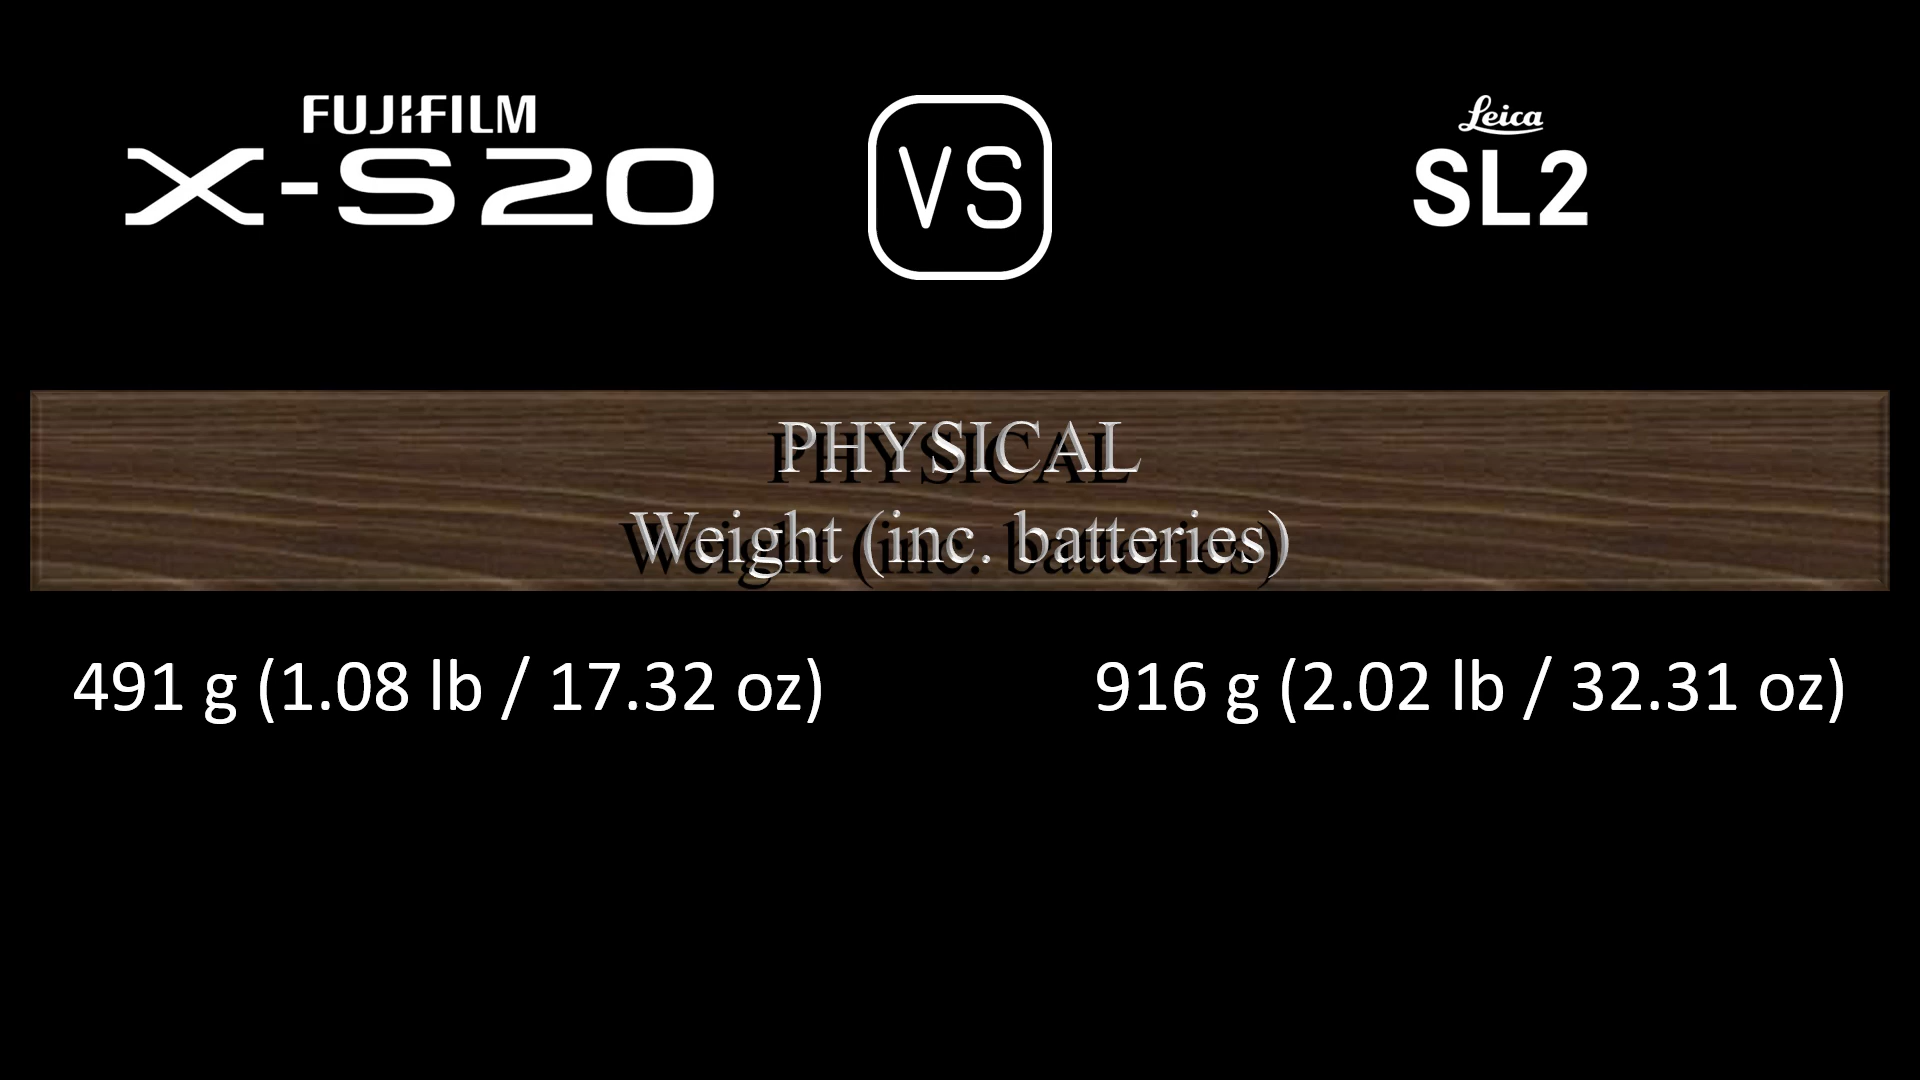 FUJIFILM
X-S20
VS
Leica
SL2
PHYSICAL
Weight (inc. batteries)
491 g (1.08 lb / 17.32 oz)
916 g (2.02 lb / 32.31 oz)